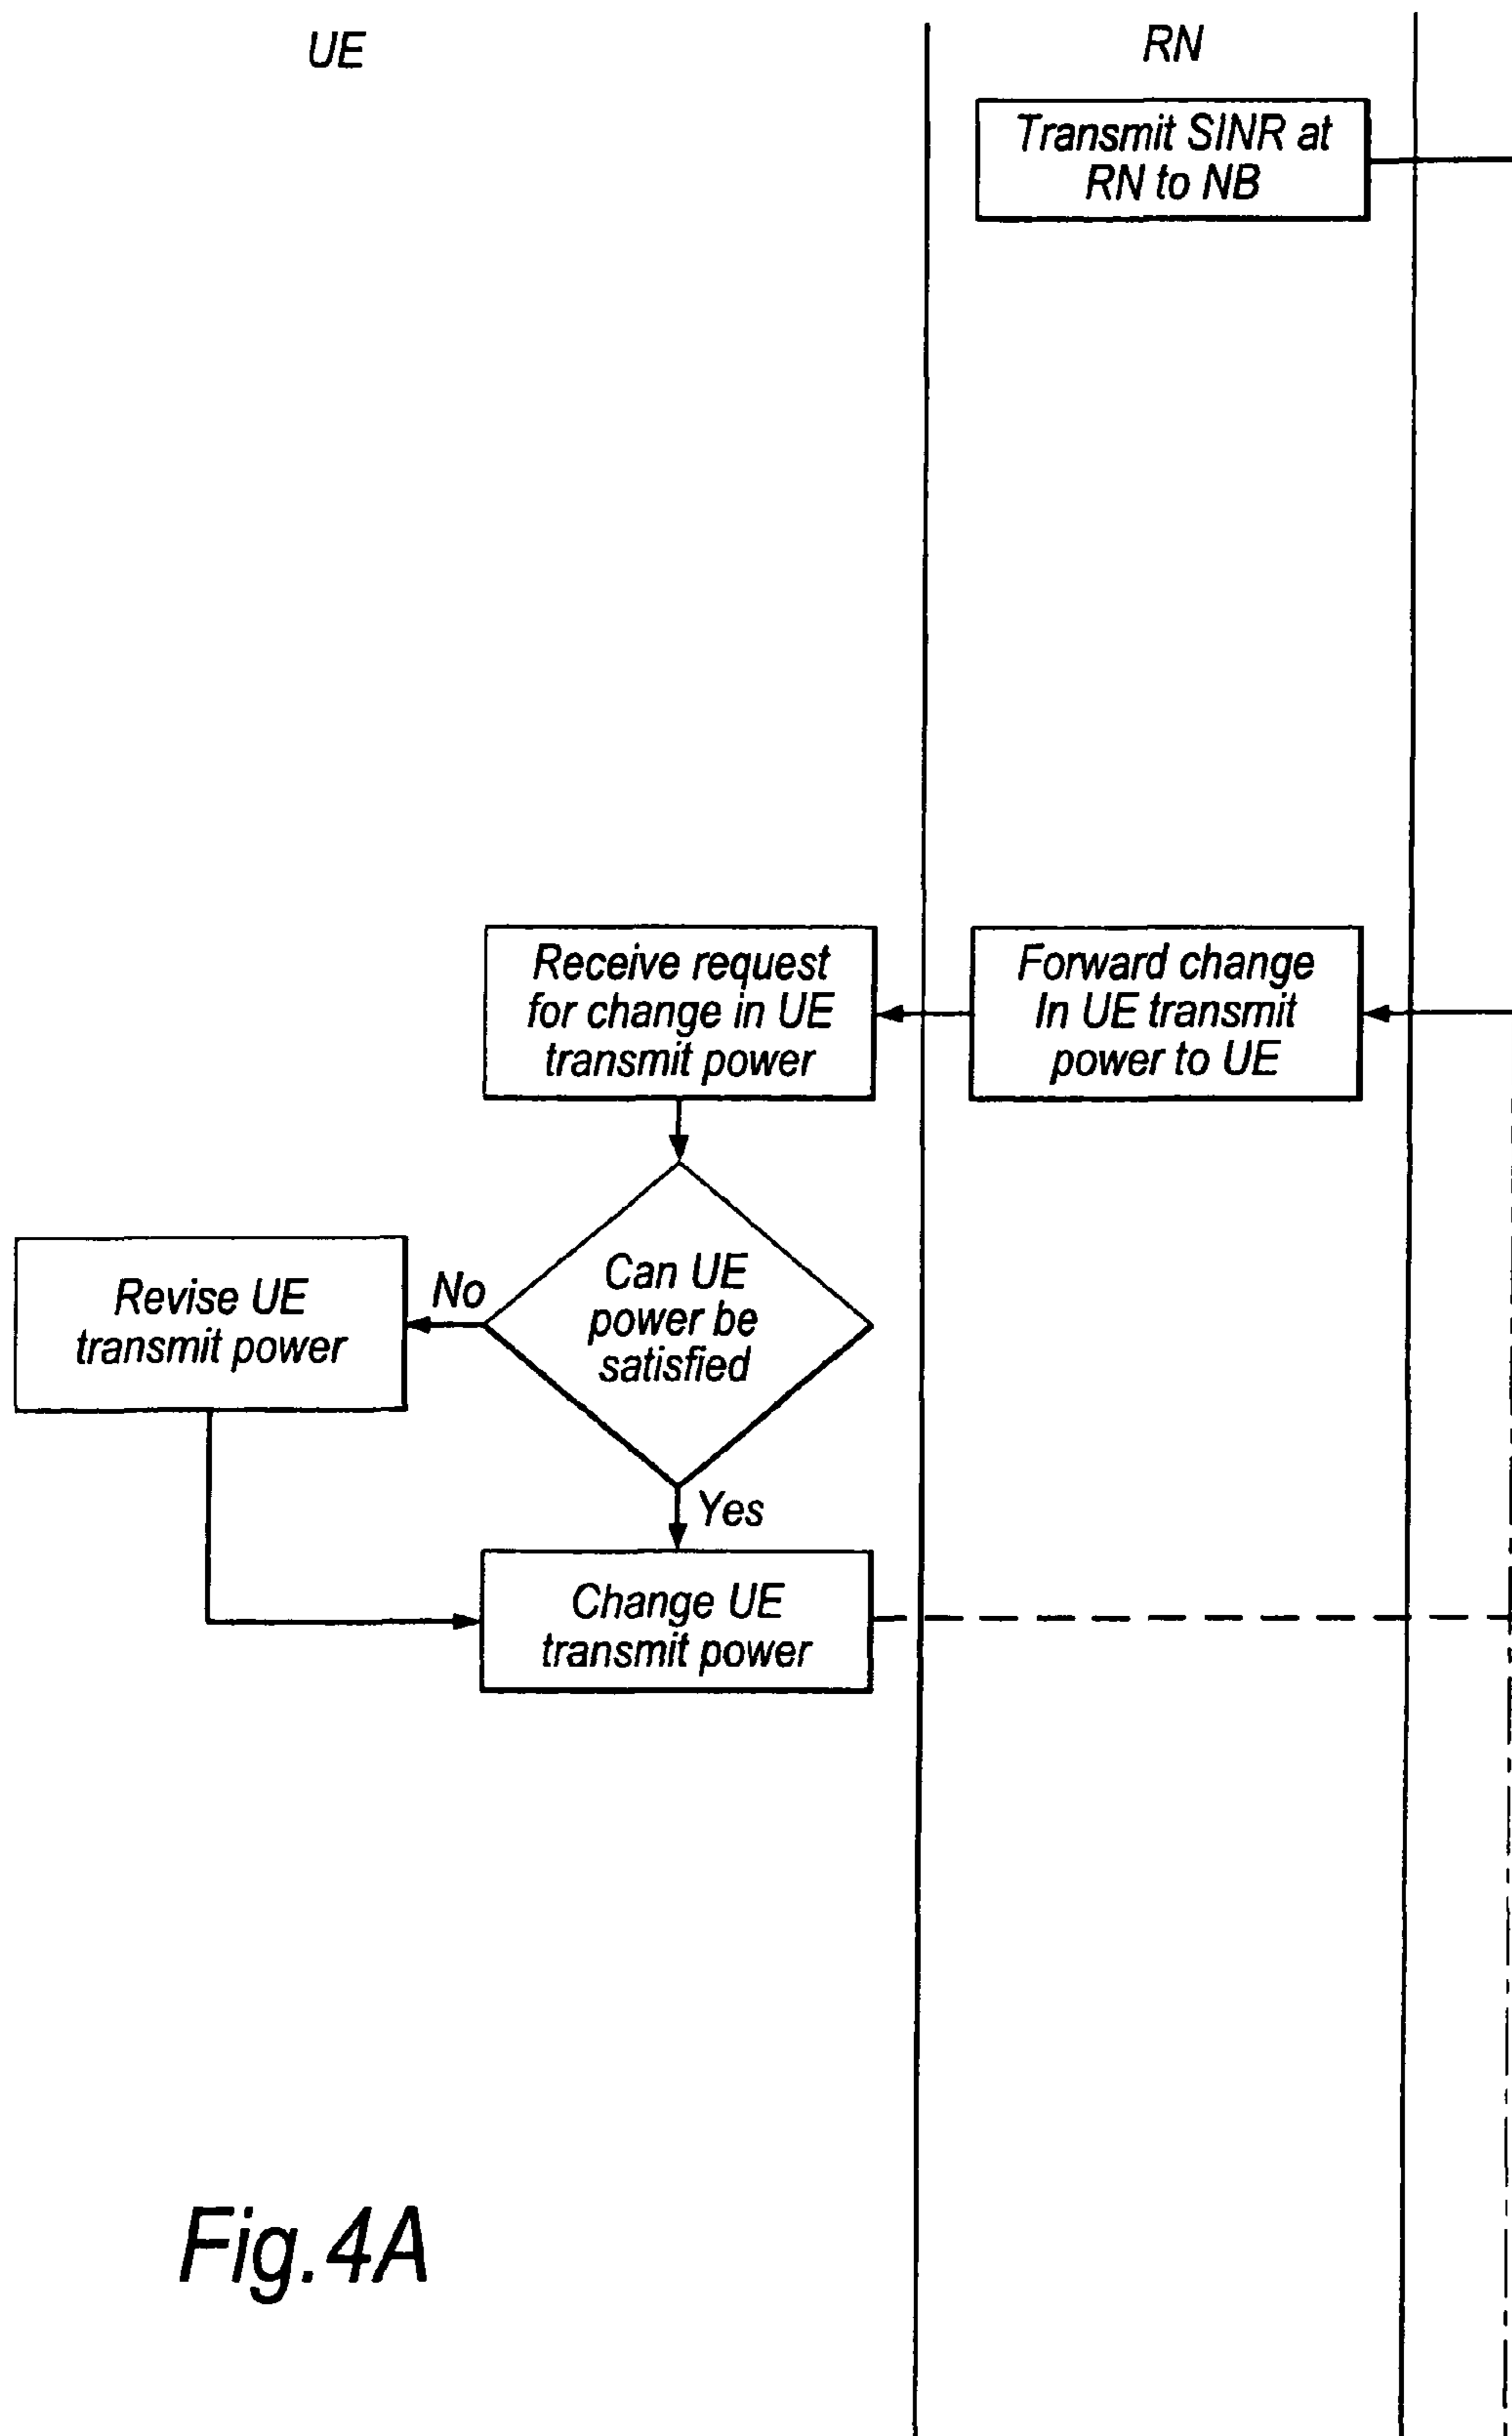 UE
RN
Transmit SINR at
RN to NB
Receive request
for change in UE
transmit power
Forward change
In UE transmit
power to UE
Can UE
power be
satisfied
No
Revise UE
transmit power
Yes
Change UE
transmit power
Fig.4A